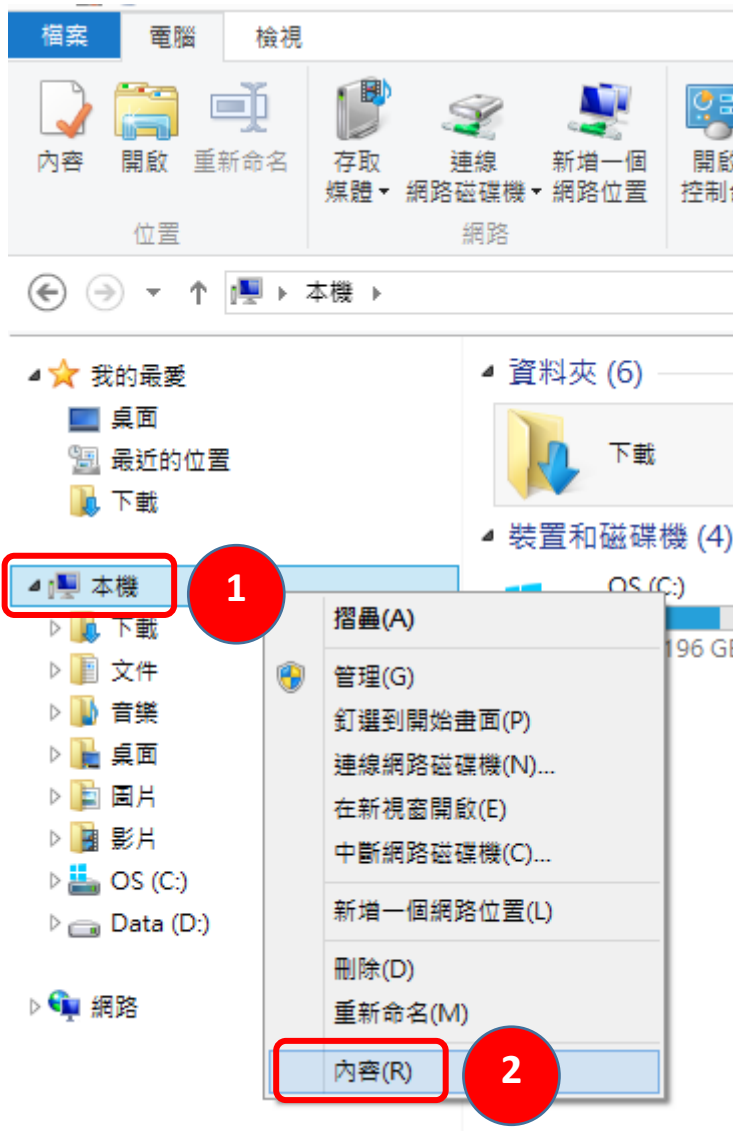 檔案 電腦 檢視
內容 開啟 重新命名 存取 連線 新增一個
媒體 網路磁碟機 網路位置
位置 網路
本機
我的最愛
桌面
最近的位置
下載
本機
下載
文件
音樂
桌面
圖片
影片
OS (C:)
Data (D:)
網路
資料夾 (6)
下載
裝置和磁碟機 (4)
OS (C:)
196 GB
1
摺疊(A)
管理(G)
釘選到開始畫面(P)
連線網路磁碟機(N)...
在新視窗開啟(E)
中斷網路磁碟機(C)...
新增一個網路位置(L)
刪除(D)
重新命名(M)
內容(R)
2